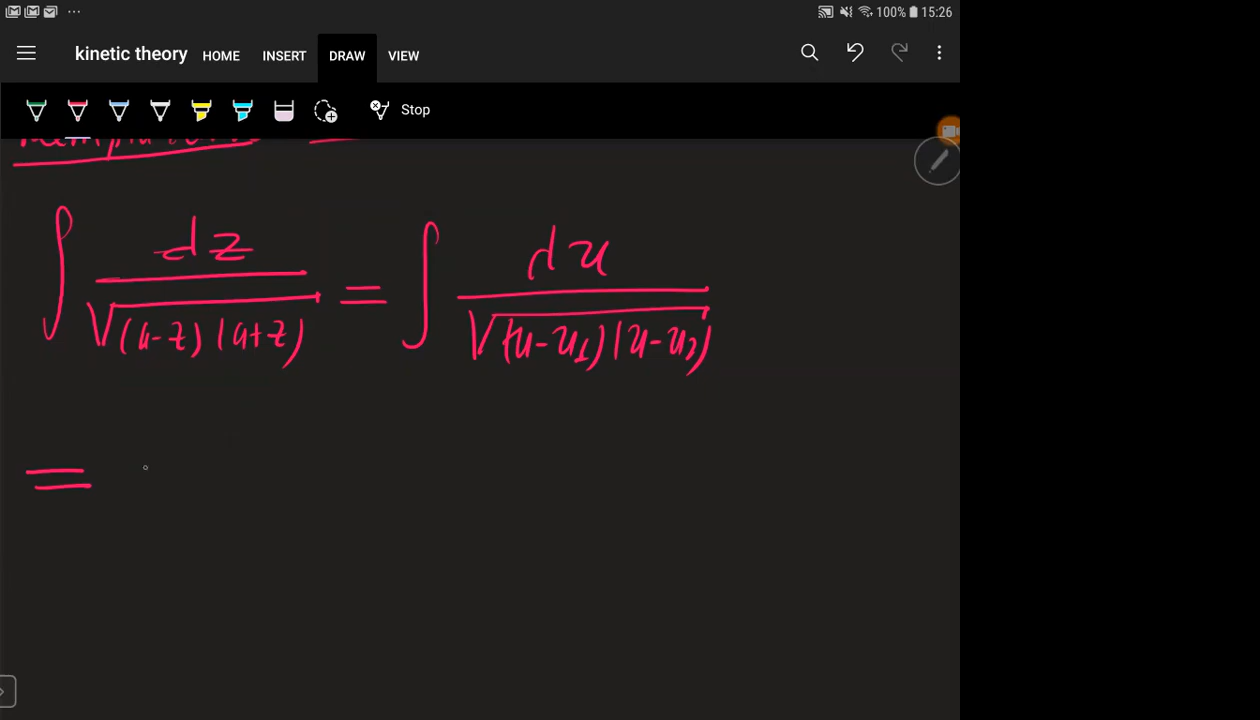 100% 15:26
kinetic theory HOME INSERT DRAW VIEW
Stop
∫ dz / √((a-z)(a+z)) = ∫ du / √((u-u₁)(u-u₂))
=